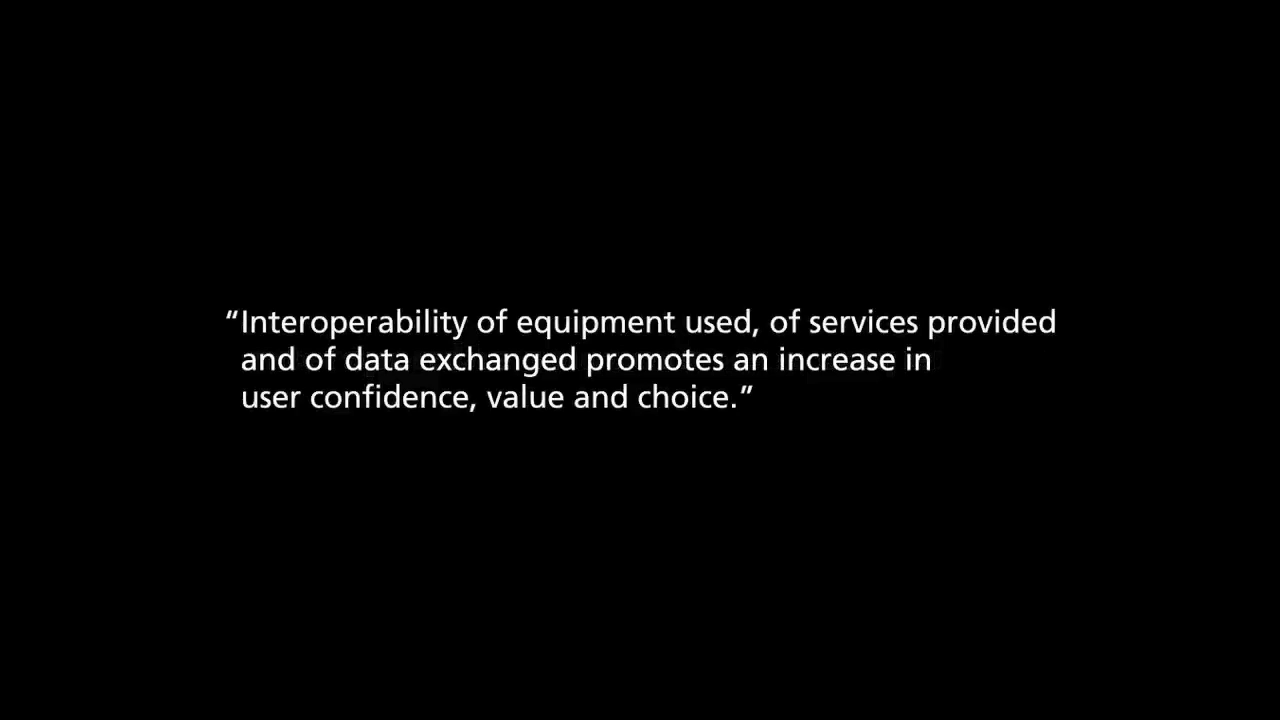 “Interoperability of equipment used, of services provided
and of data exchanged promotes an increase in
user confidence, value and choice.”